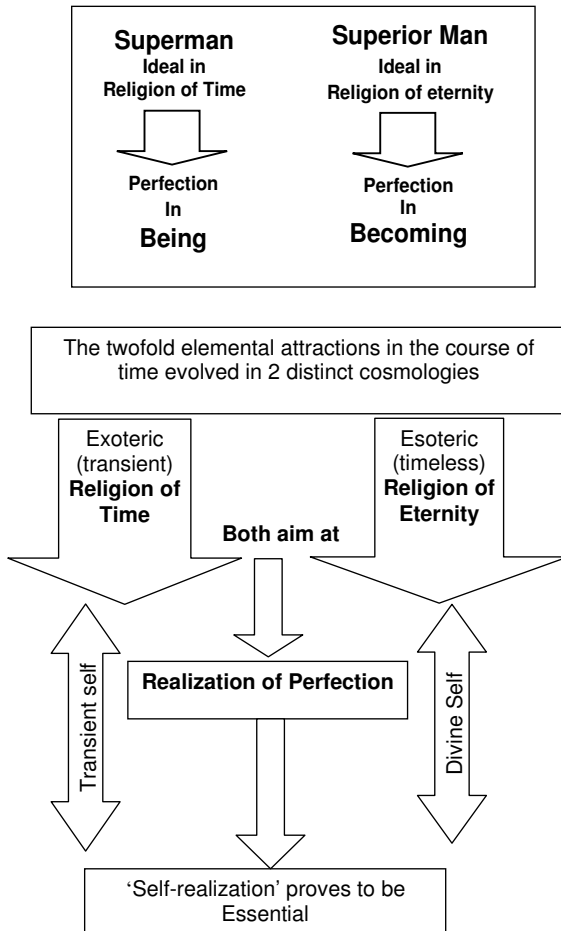 Superman
Ideal in
Religion of Time
Perfection
In
Being
Superior Man
Ideal in
Religion of eternity
Perfection
In
Becoming
The twofold elemental attractions in the course of
time evolved in 2 distinct cosmologies
Exoteric
(transient)
Religion of
Time
Esoteric
(timeless)
Religion of
Eternity
Both aim at
Transient self
Realization of Perfection
Divine Self
'Self-realization' proves to be
Essential